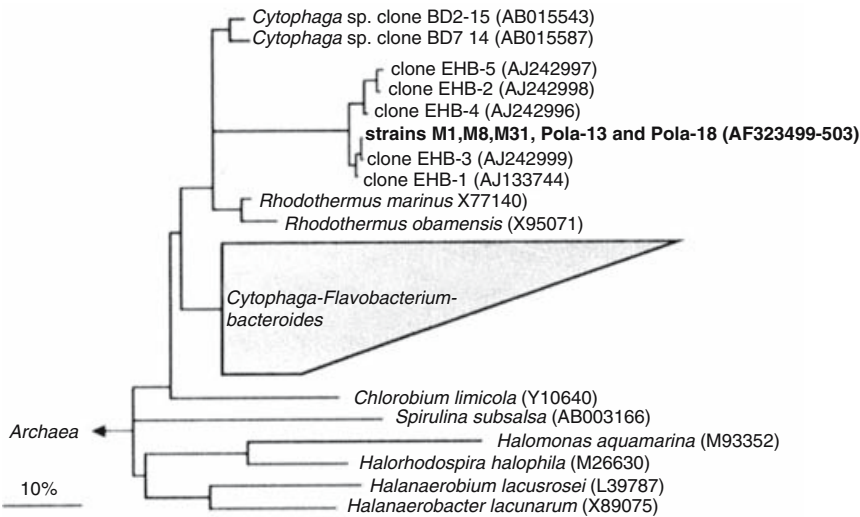 Cytophaga sp. clone BD2-15 (AB015543)
Cytophaga sp. clone BD7 14 (AB015587)
clone EHB-5 (AJ242997)
clone EHB-2 (AJ242998)
clone EHB-4 (AJ242996)
strains M1,M8,M31, Pola-13 and Pola-18 (AF323499-503)
clone EHB-3 (AJ242999)
clone EHB-1 (AJ133744)
Rhodothermus marinus X77140)
Rhodothermus obamensis (X95071)
Cytophaga-Flavobacterium-
bacteroides
Chlorobium limicola (Y10640)
Spirulina subsalsa (AB003166)
Archaea
Halomonas aquamarina (M93352)
Halorhodospira halophila (M26630)
Halanaerobium lacusrosei (L39787)
10%
Halanaerobacter lacunarum (X89075)